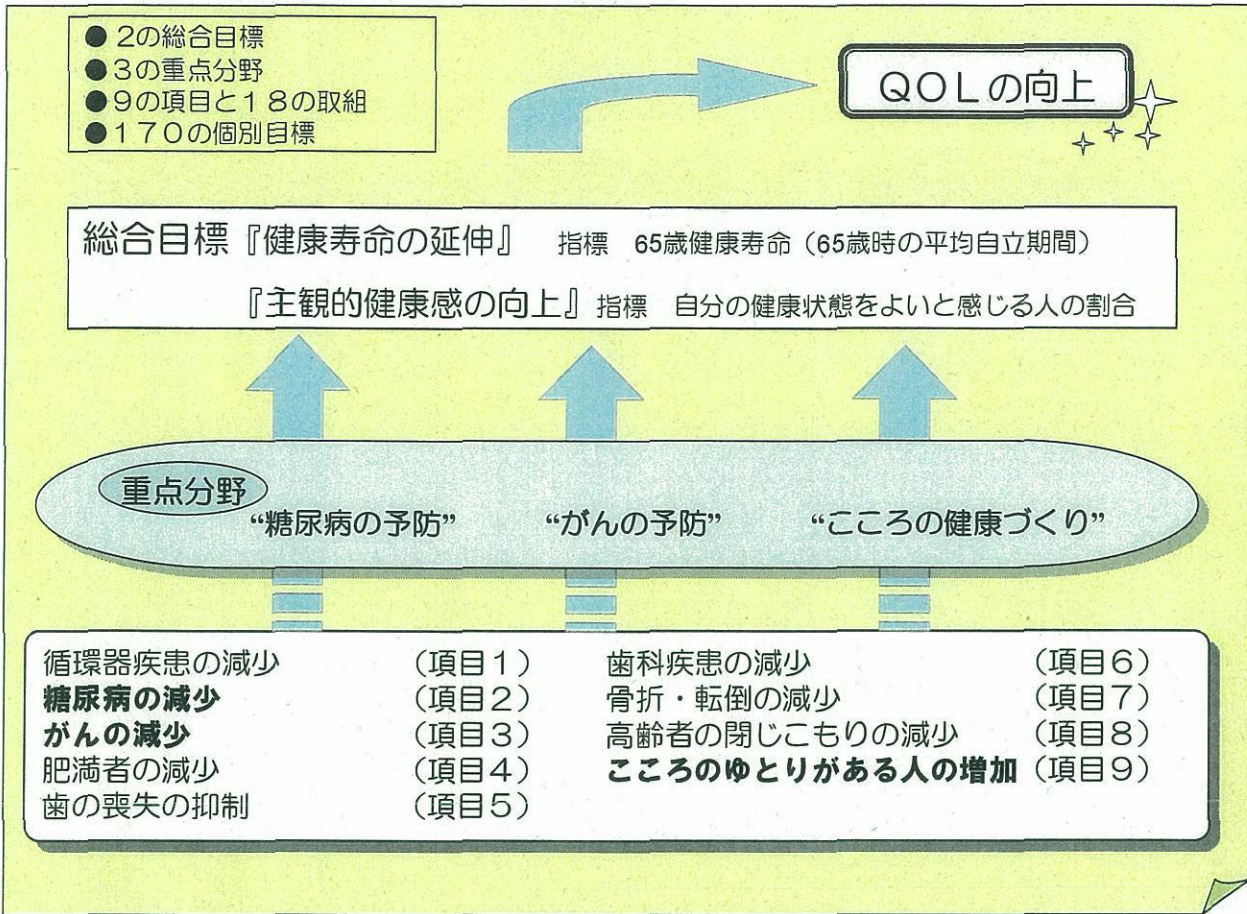 ● 2の総合目標
● 3の重点分野
● 9の項目と18の取組
● 170の個別目標
QOLの向上
総合目標『健康寿命の延伸』 指標 65歳健康寿命(65歳時の平均自立期間)
『主観的健康感の向上』指標 自分の健康状態をよいと感じる人の割合
重点分野
“糖尿病の予防” “がんの予防” “こころの健康づくり”
循環器疾患の減少 (項目1)
糖尿病の減少 (項目2)
がんの減少 (項目3)
肥満者の減少 (項目4)
歯の喪失の抑制 (項目5)
歯科疾患の減少 (項目6)
骨折・転倒の減少 (項目7)
高齢者の閉じこもりの減少 (項目8)
こころのゆとりがある人の増加 (項目9)